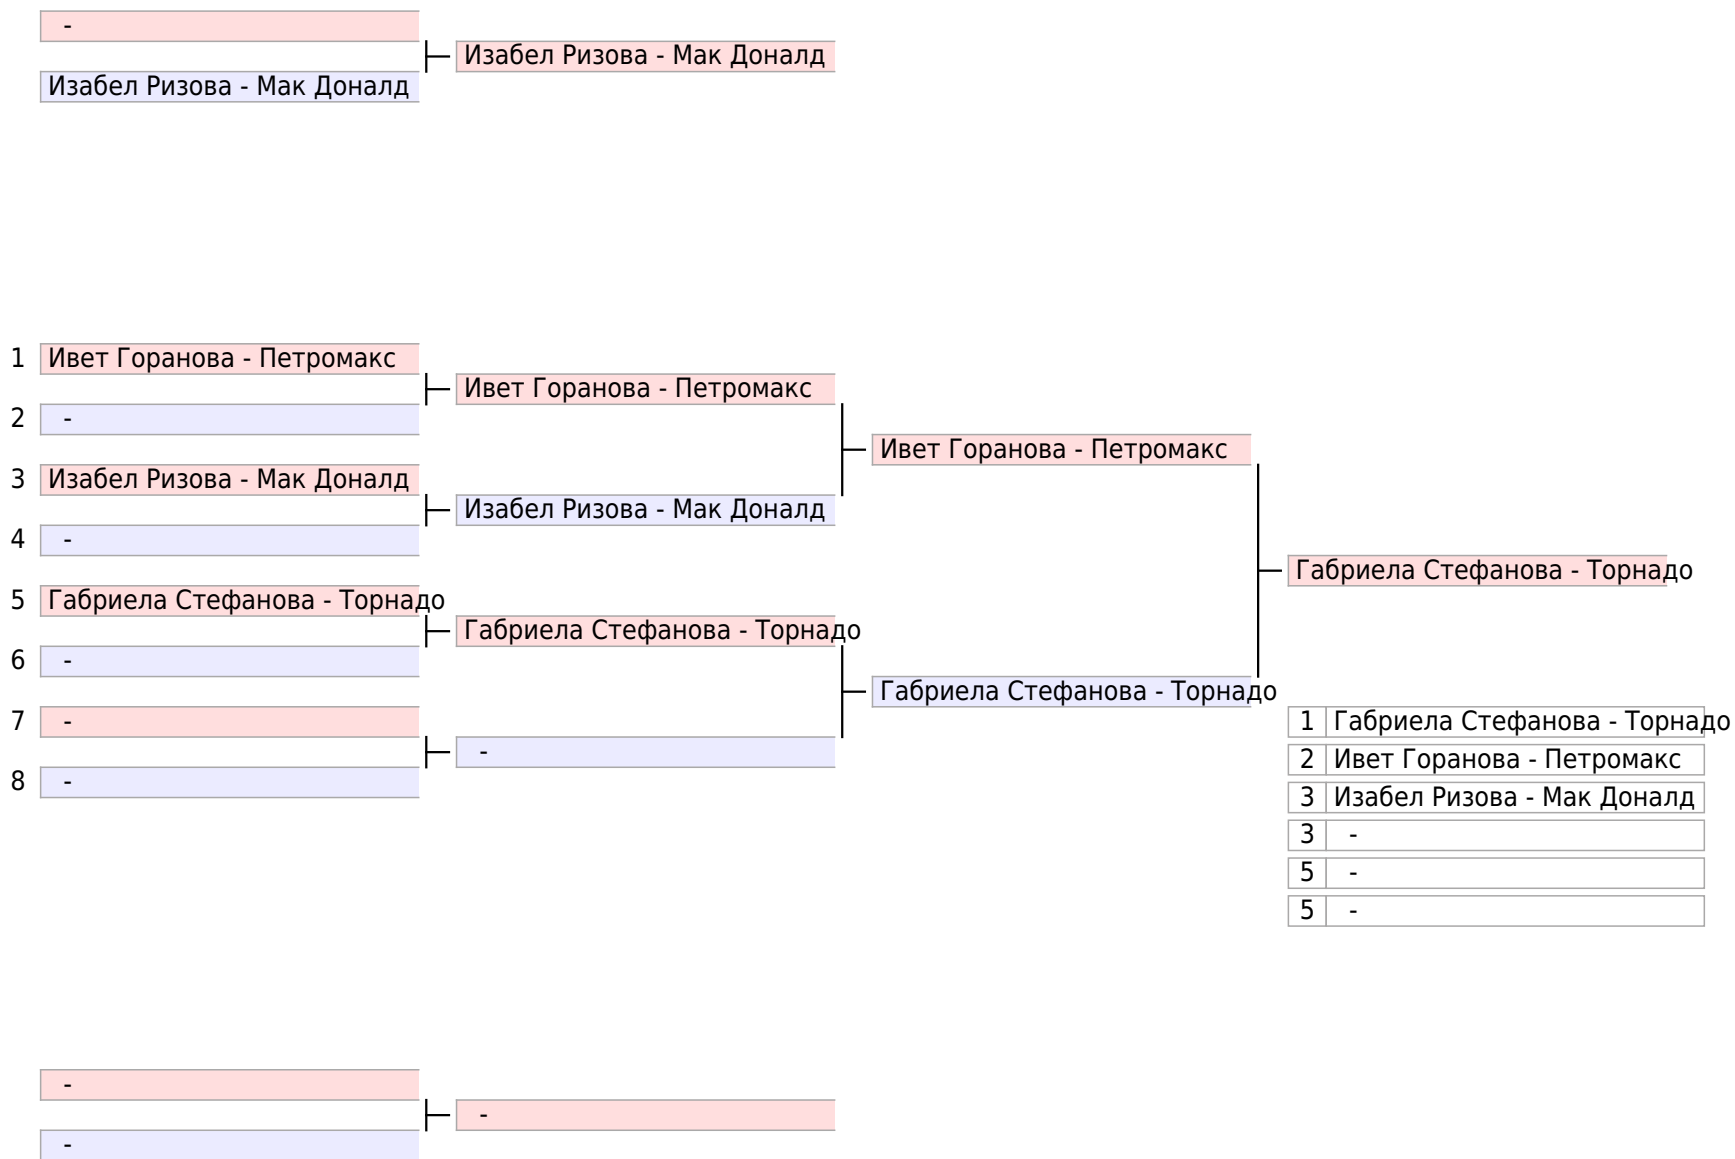 -
Изабел Ризова - Мак Доналд
Изабел Ризова - Мак Доналд
1 Ивет Горанова - Петромакс
Ивет Горанова - Петромакс
2 -
Ивет Горанова - Петромакс
3 Изабел Ризова - Мак Доналд
Изабел Ризова - Мак Доналд
4 -
Габриела Стефанова - Торнадо
5 Габриела Стефанова - Торнадо
Габриела Стефанова - Торнадо
6 -
Габриела Стефанова - Торнадо
7 -
-
8 -
1 Габриела Стефанова - Торнадо
2 Ивет Горанова - Петромакс
3 Изабел Ризова - Мак Доналд
3 -
5 -
5 -
-
-
-